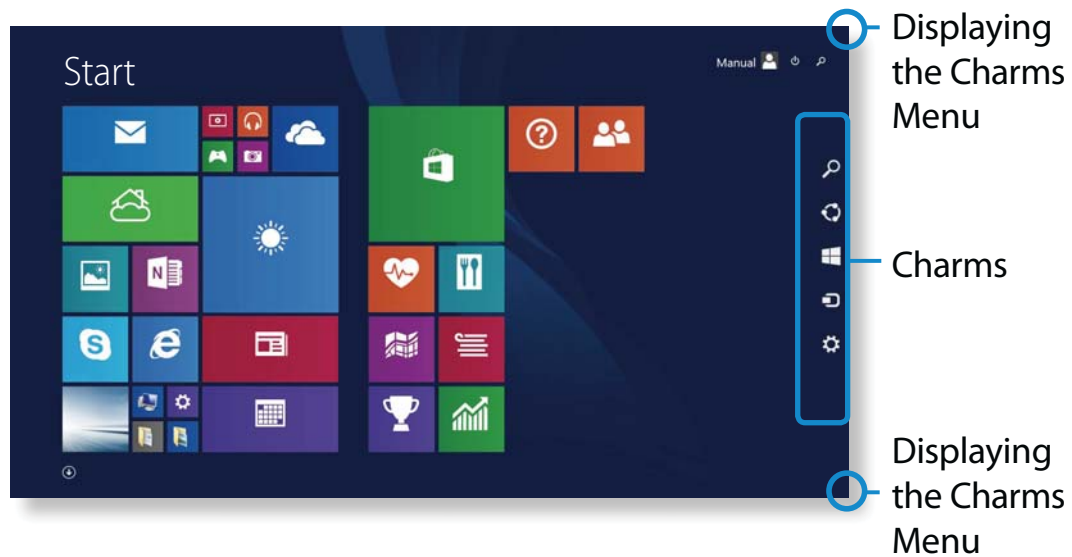 Displaying
the Charms
Menu
Start
Manual
Charms
Displaying
the Charms
Menu